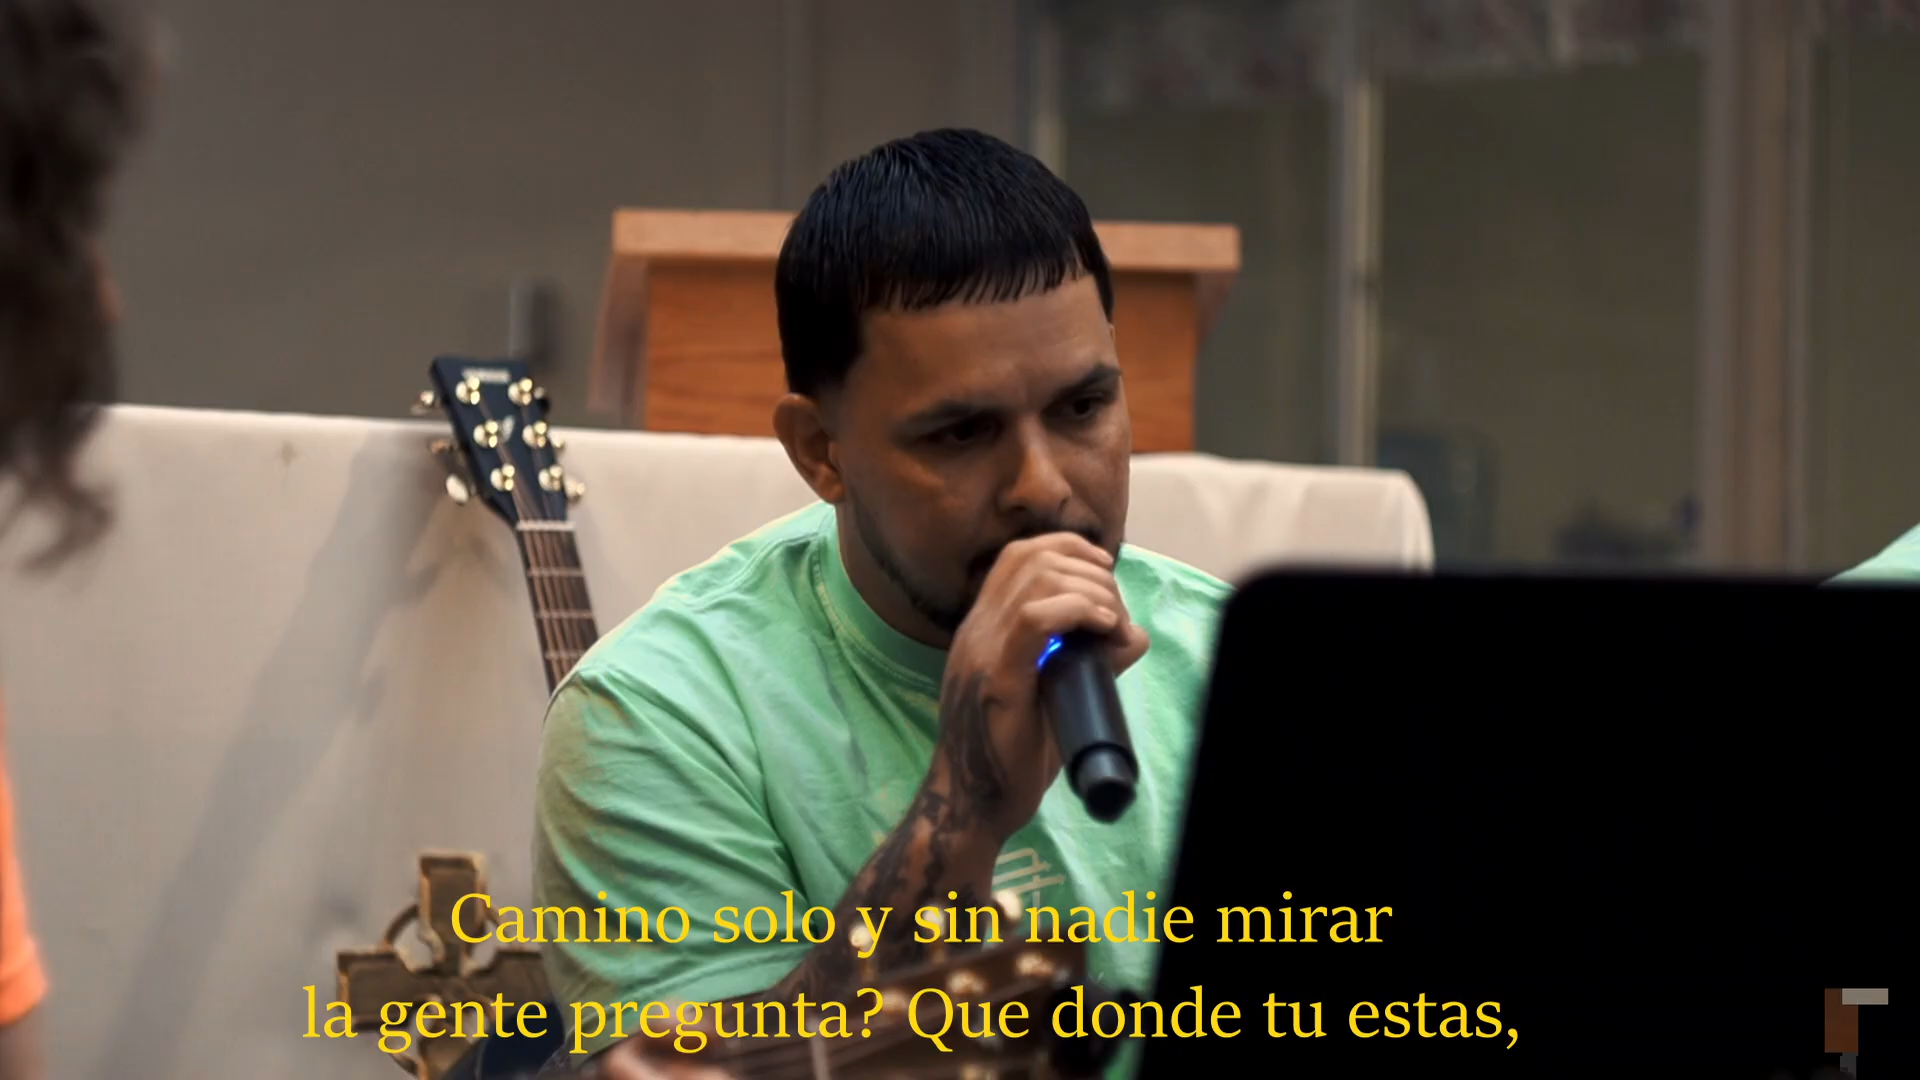 Camino solo y sin nadie mirar
la gente pregunta? Que donde tu estas,